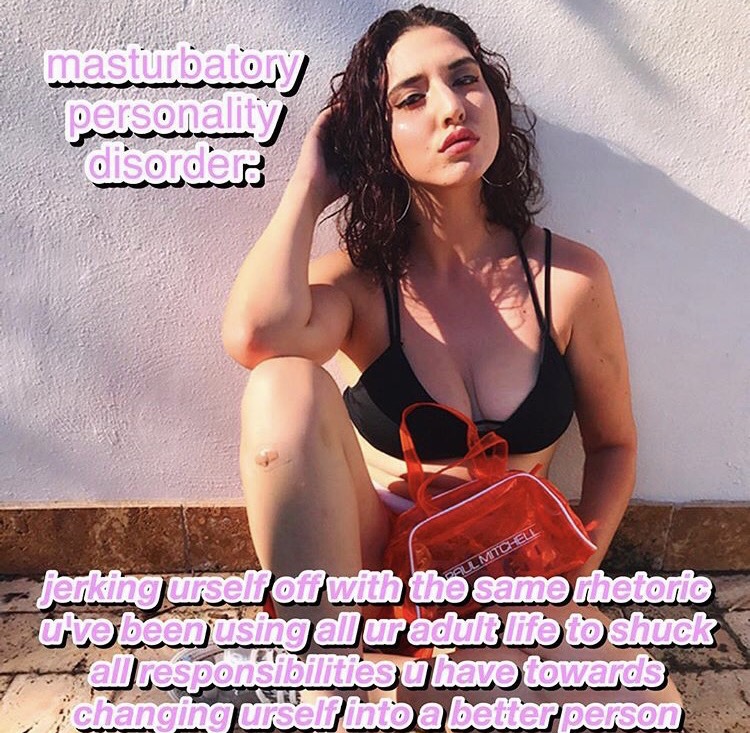 masturbatory
personality
disorder:
PAUL MITCHELL
jerking urself off with the same rhetoric
u've been using all ur adult life to shuck
all responsibilities u have towards
changing urself into a better person